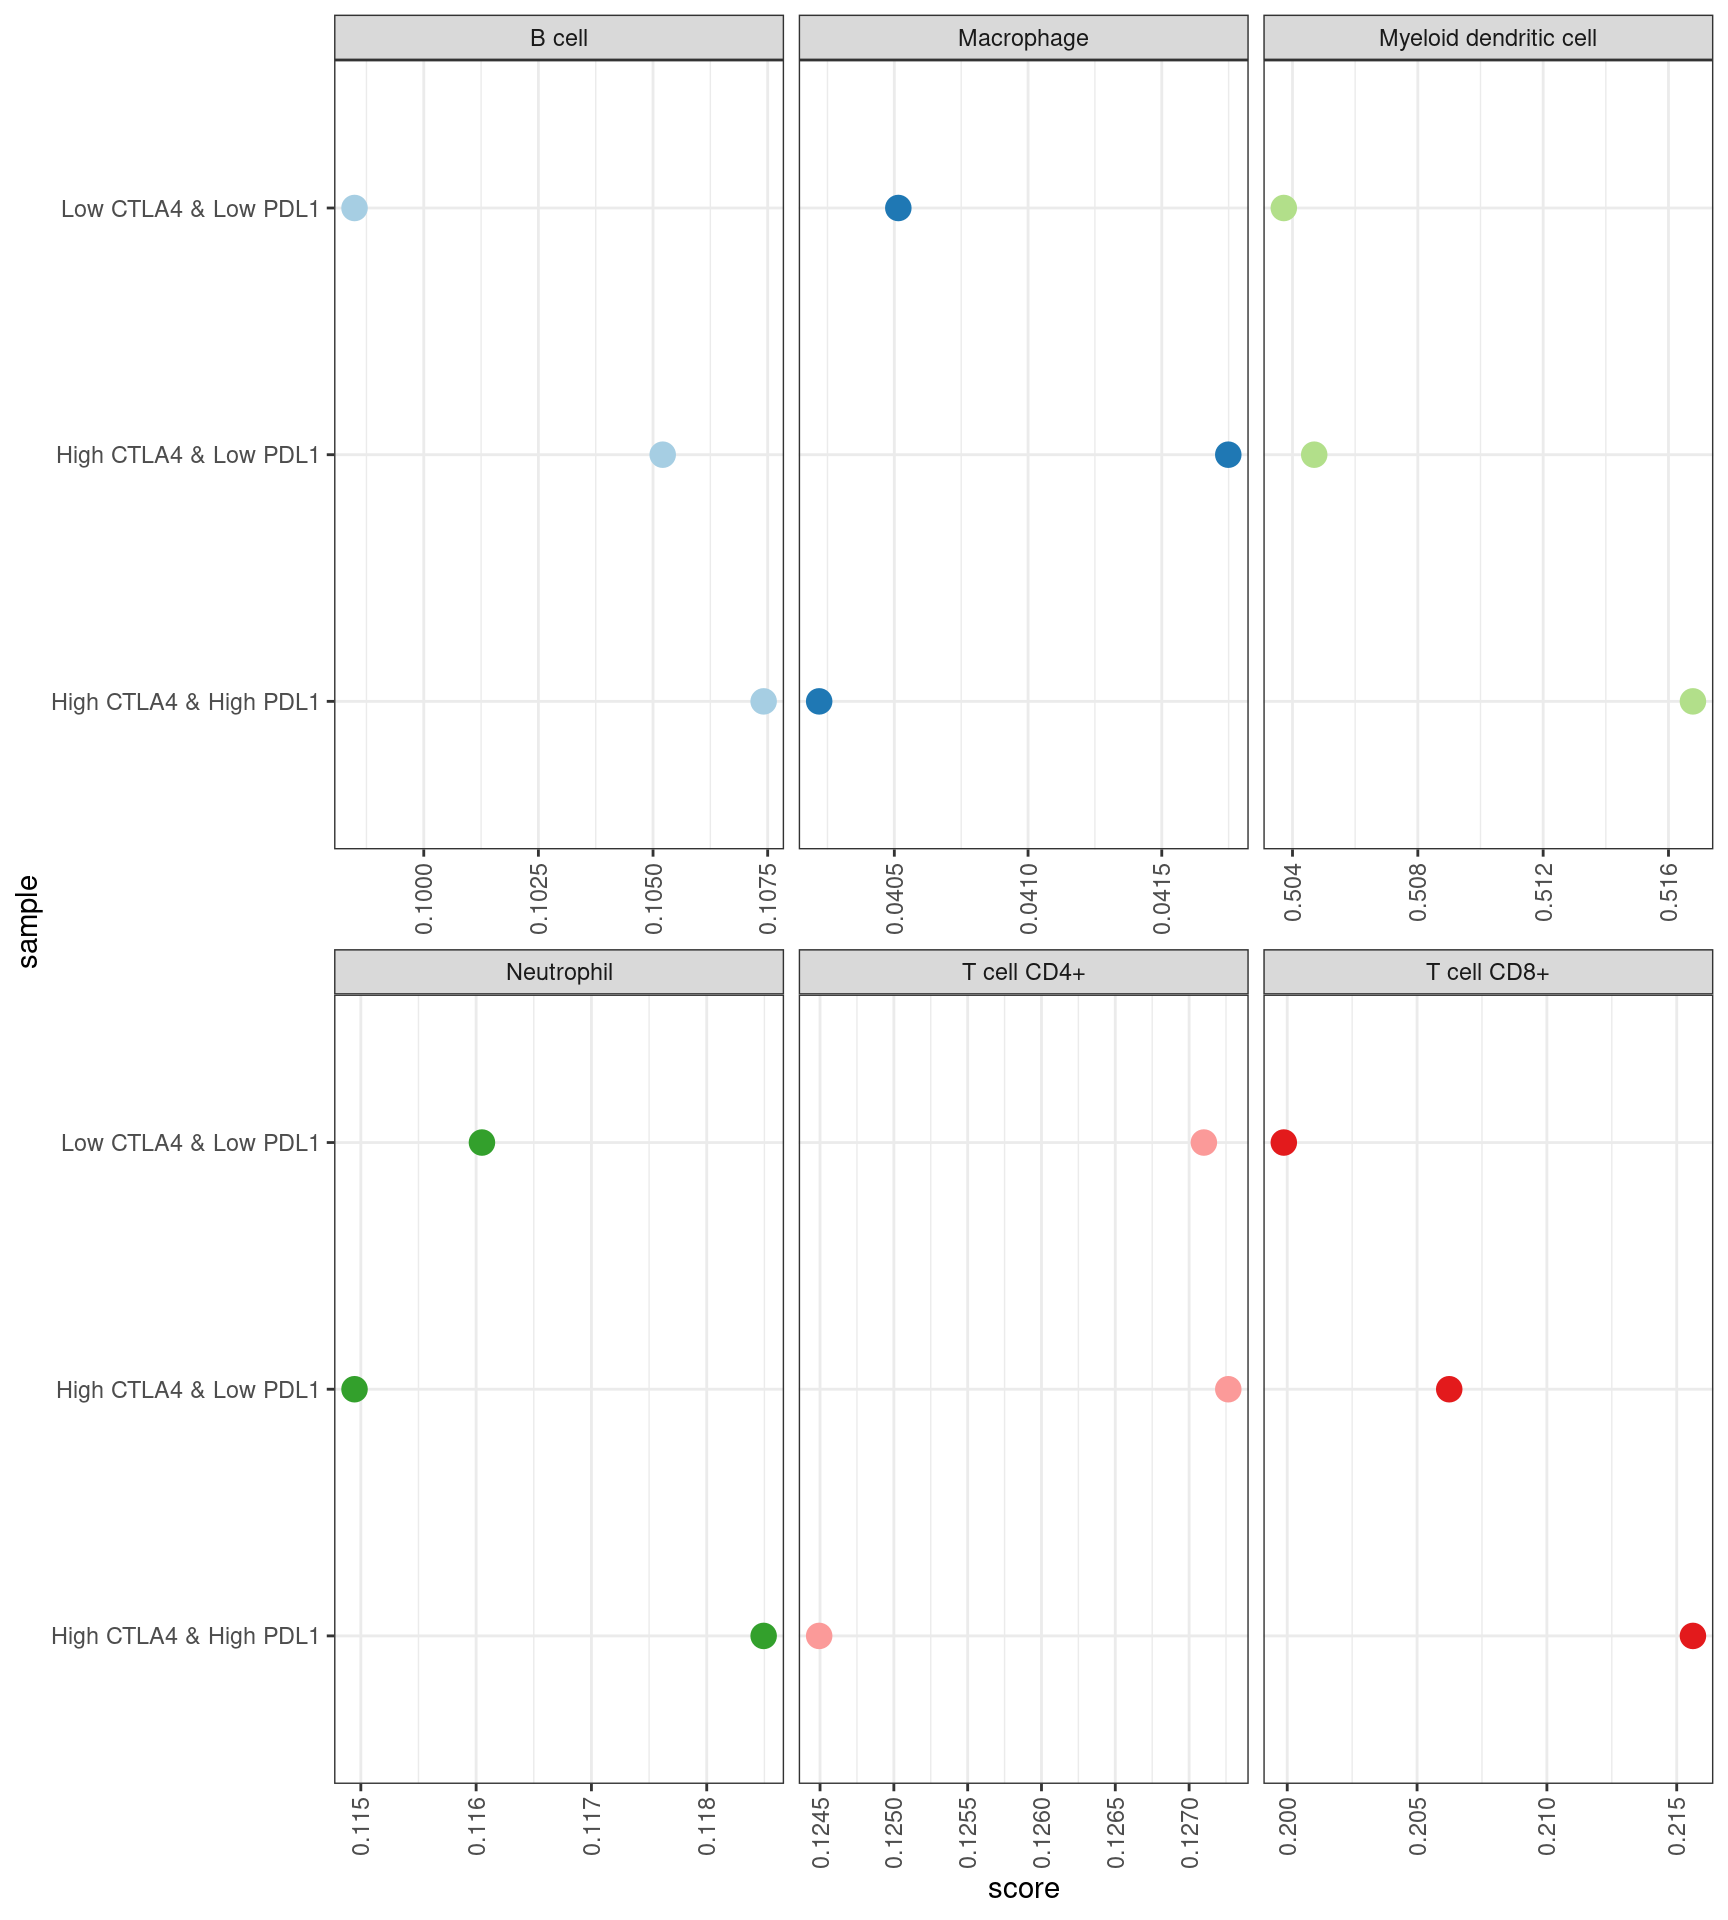 B cell
Macrophage
Myeloid dendritic cell
Low CTLA4 & Low PDL1
High CTLA4 & Low PDL1
High CTLA4 & High PDL1
0.1000
0.1025
0.1050
0.1075
0.0405
0.0410
0.0415
0.504
0.508
0.512
0.516
sample
Neutrophil
T cell CD4+
T cell CD8+
Low CTLA4 & Low PDL1
High CTLA4 & Low PDL1
High CTLA4 & High PDL1
0.115
0.116
0.117
0.118
0.1245
0.1250
0.1255
0.1260
0.1265
0.1270
0.200
0.205
0.210
0.215
score